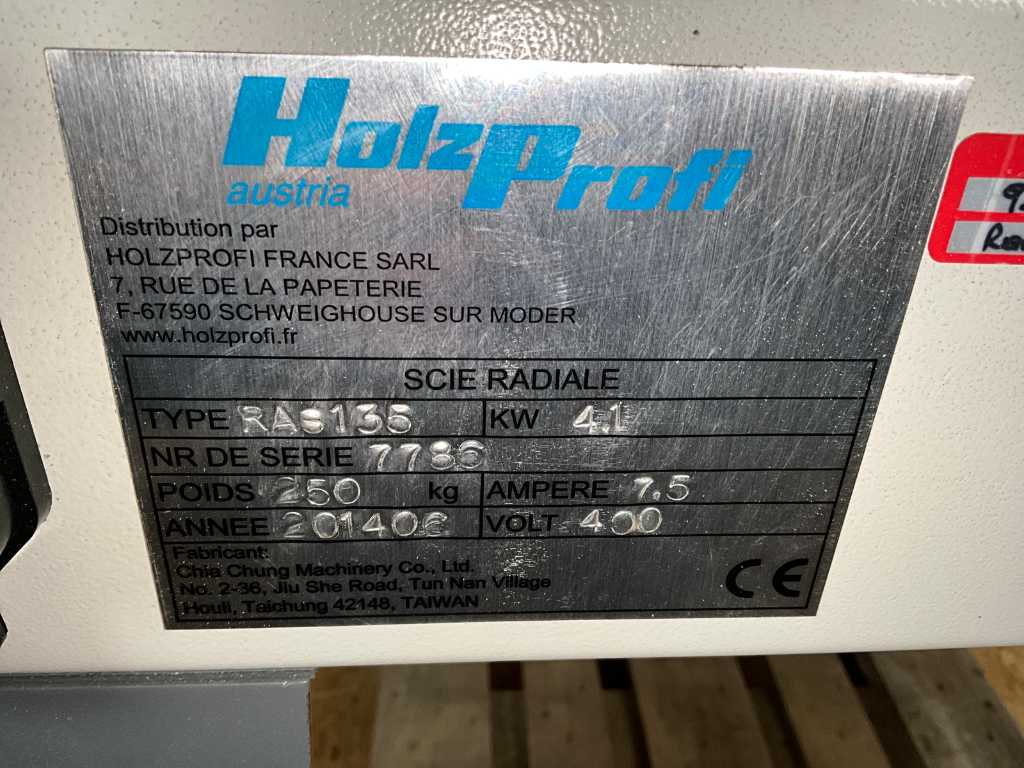 HolzProfi
austria
Distribution par
HOLZPROFI FRANCE SARL
7, RUE DE LA PAPETERIE
F-67590 SCHWEIGHOUSE SUR MODER
www.holzprofi.fr
SCIE RADIALE
TYPE RAS135 KW 4.1
NR DE SERIE 7786
POIDS 250 kg AMPERE 7.5
ANNEE 201406 VOLT 400
Fabricant:
Chia Chung Machinery Co., Ltd.
No. 2-36, Jiu She Road, Tun Nan Village
Houli, Taichung 42148, TAIWAN
CE